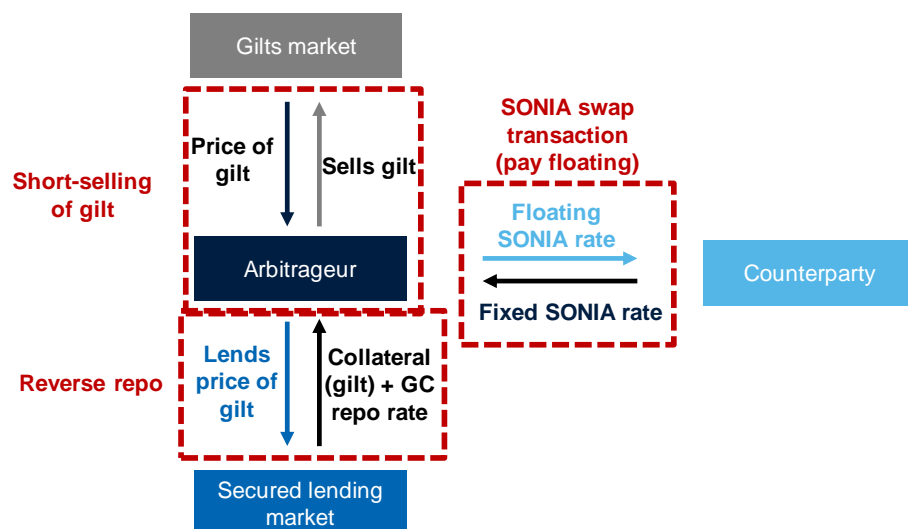 Gilts market
Short-selling
of gilt
Price of
gilt
Sells gilt
SONIA swap
transaction
(pay floating)
Arbitrageur
Floating
SONIA rate
Fixed SONIA rate
Counterparty
Reverse repo
Lends
price of
gilt
Collateral
(gilt) + GC
repo rate
Secured lending
market